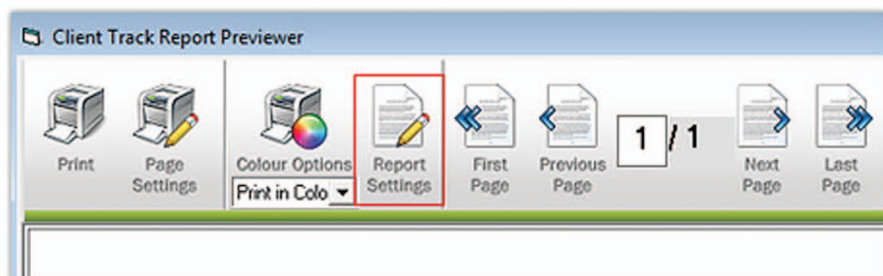 Client Track Report Previewer
Print
Page
Settings
Colour Options
Print in Colo
Report
Settings
First
Page
Previous
Page
1 / 1
Next
Page
Last
Page